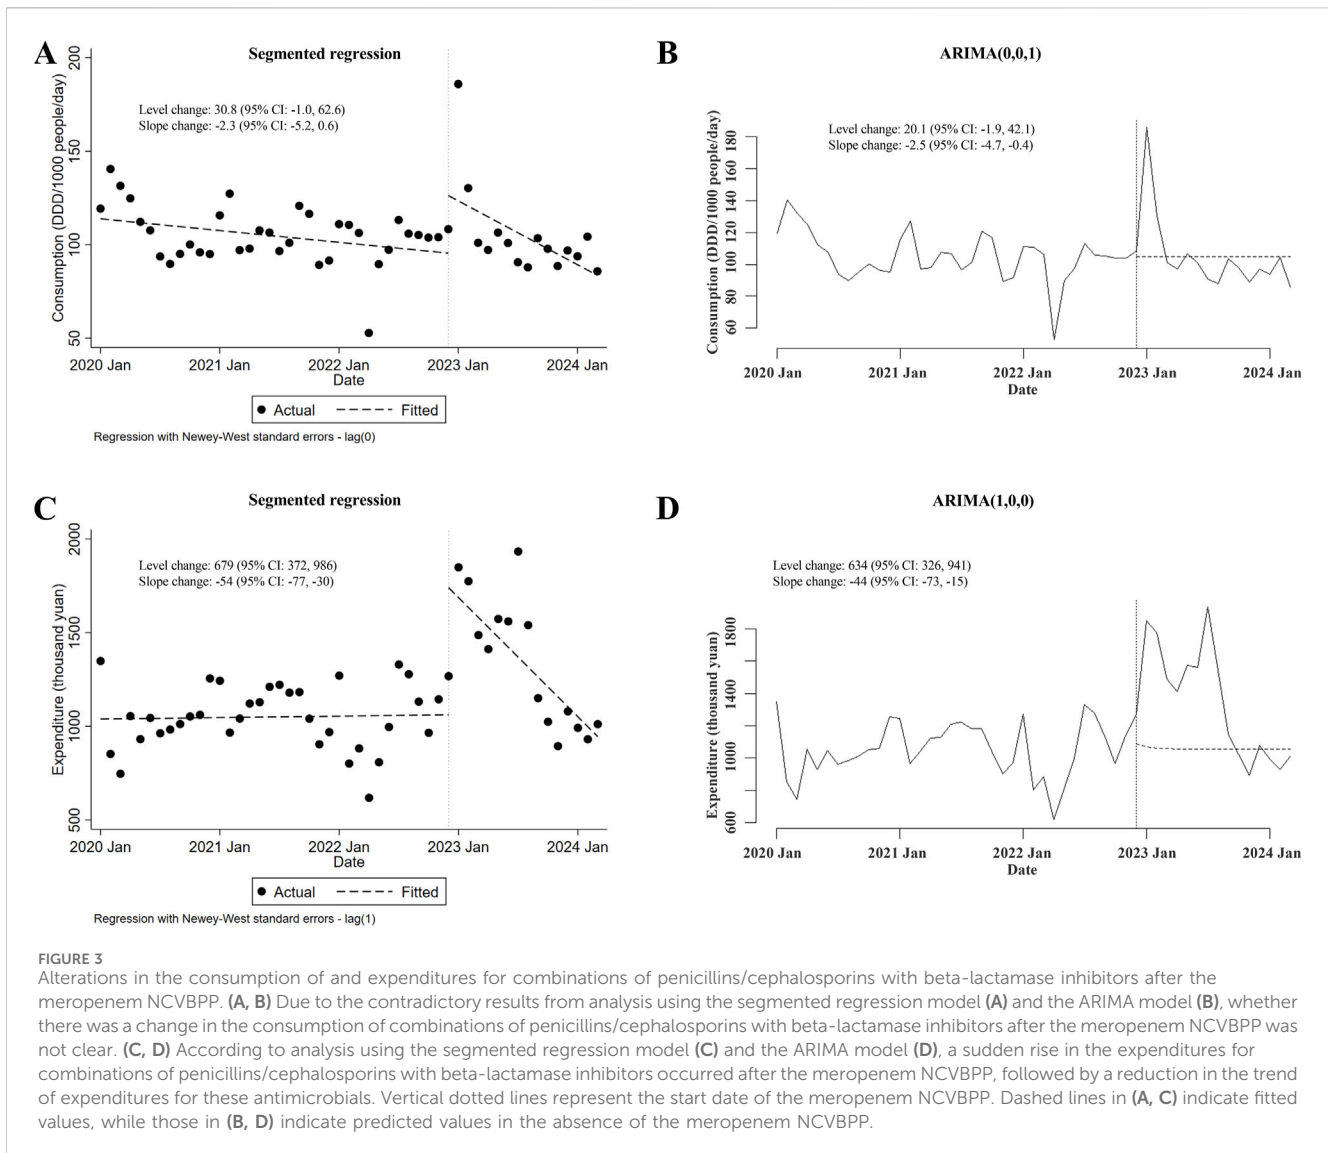 A
Segmented regression
Level change: 30.8 (95% CI: -1.0, 62.6)
Slope change: -2.3 (95% CI: -5.2, 0.6)
Consumption (DDD/1000 people/day)
200
150
100
50
2020 Jan 2021 Jan 2022 Jan 2023 Jan 2024 Jan
Date
Actual Fitted
Regression with Newey-West standard errors - lag(0)
B
ARIMA(0,0,1)
Level change: 20.1 (95% CI: -1.9, 42.1)
Slope change: -2.5 (95% CI: -4.7, -0.4)
Consumption (DDD/1000 people/day)
180
160
140
120
100
80
60
2020 Jan 2021 Jan 2022 Jan 2023 Jan 2024 Jan
Date
C
Segmented regression
Level change: 679 (95% CI: 372, 986)
Slope change: -54 (95% CI: -77, -30)
Expenditure (thousand yuan)
2000
1500
1000
500
2020 Jan 2021 Jan 2022 Jan 2023 Jan 2024 Jan
Date
Actual Fitted
Regression with Newey-West standard errors - lag(1)
D
ARIMA(1,0,0)
Level change: 634 (95% CI: 326, 941)
Slope change: -44 (95% CI: -73, -15)
Expenditure (thousand yuan)
1800
1400
1000
600
2020 Jan 2021 Jan 2022 Jan 2023 Jan 2024 Jan
Date
FIGURE 3
Alterations in the consumption of and expenditures for combinations of penicillins/cephalosporins with beta-lactamase inhibitors after the
meropenem NCVBPP. (A, B) Due to the contradictory results from analysis using the segmented regression model (A) and the ARIMA model (B), whether
there was a change in the consumption of combinations of penicillins/cephalosporins with beta-lactamase inhibitors after the meropenem NCVBPP was
not clear. (C, D) According to analysis using the segmented regression model (C) and the ARIMA model (D), a sudden rise in the expenditures for
combinations of penicillins/cephalosporins with beta-lactamase inhibitors occurred after the meropenem NCVBPP, followed by a reduction in the trend
of expenditures for these antimicrobials. Vertical dotted lines represent the start date of the meropenem NCVBPP. Dashed lines in (A, C) indicate fitted
values, while those in (B, D) indicate predicted values in the absence of the meropenem NCVBPP.